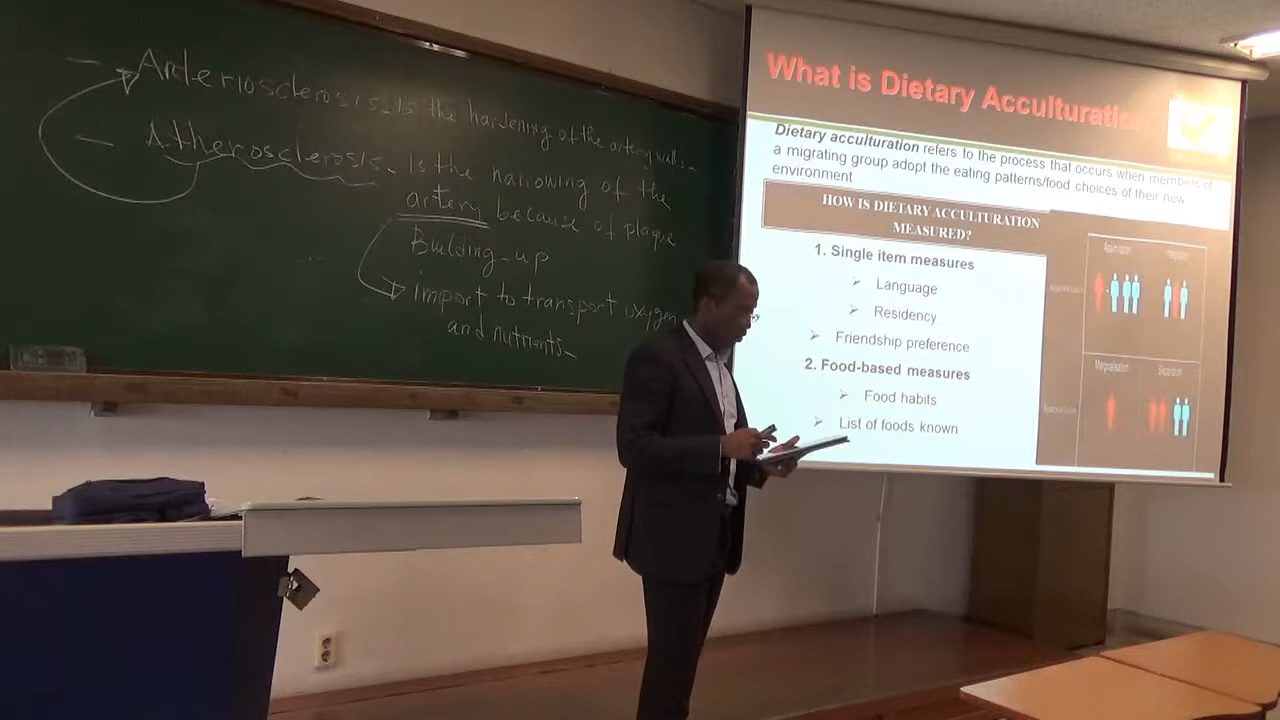 - Arteriosclerosis: Is the hardening of the artery walls-
- Atherosclerosis- Is the narrowing of the
artery because of plaque
Building-up
import to transport oxygen
and nutrients-
What is Dietary Acculturation
Dietary acculturation refers to the process that occurs when members of
a migrating group adopt the eating patterns/food choices of their new
environment
HOW IS DIETARY ACCULTURATION
MEASURED?
1. Single item measures
➢ Language
➢ Residency
➢ Friendship preference
2. Food-based measures
➢ Food habits
➢ List of foods known
Assimilation
Marginalisation Separation